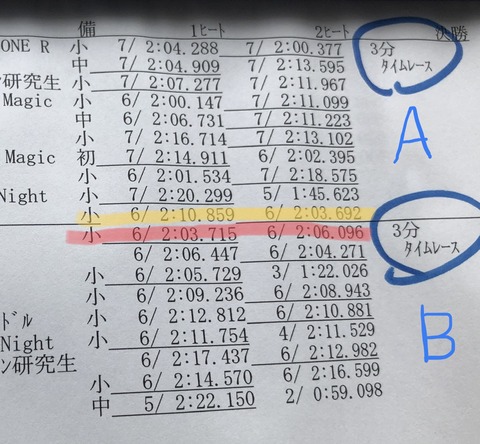 備 1ヒート 2ヒート 決勝
ONE R 小 7/ 2:04.288 7/ 2:00.377 3分
中 7/ 2:04.909 7/ 2:13.595 タイムレース
研究生 小 7/ 2:07.277 7/ 2:11.967
Magic 小 6/ 2:00.147 7/ 2:11.099
中 6/ 2:06.731 7/ 2:11.223
小 7/ 2:16.714 7/ 2:13.102
Magic 初 7/ 2:14.911 6/ 2:02.395
小 6/ 2:01.534 7/ 2:18.575
Night 小 7/ 2:20.299 5/ 1:45.623
小 6/ 2:10.859 6/ 2:03.692
A
小 6/ 2:03.715 6/ 2:06.096 3分
6/ 2:06.447 6/ 2:04.271 タイムレース
小 6/ 2:05.729 3/ 1:22.026
小 6/ 2:09.236 6/ 2:08.943
ドル 小 6/ 2:12.812 6/ 2:10.881
Night 小 6/ 2:11.754 4/ 2:11.529
ン研究生 6/ 2:17.437 6/ 2:12.982
小 6/ 2:14.570 6/ 2:16.599
中 5/ 2:22.150 2/ 0:59.098
B